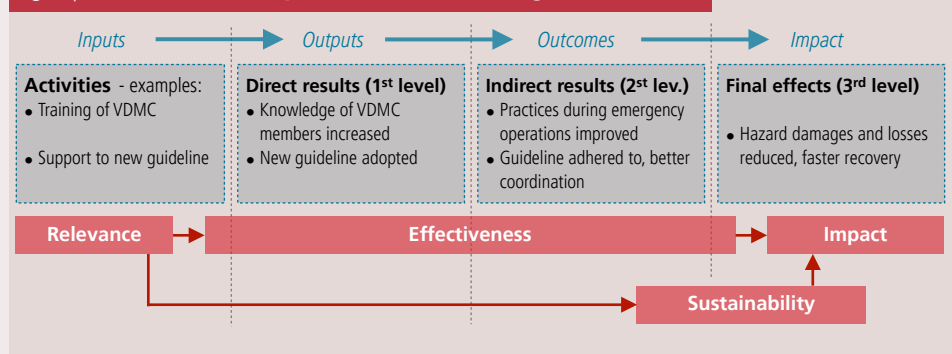 Inputs Outputs Outcomes Impact
Activities - examples:
• Training of VDMC
• Support to new guideline
Direct results (1st level)
• Knowledge of VDMC
members increased
• New guideline adopted
Indirect results (2st lev.)
• Practices during emergency
operations improved
• Guideline adhered to, better
coordination
Final effects (3rd level)
• Hazard damages and losses
reduced, faster recovery
Relevance Effectiveness Impact
Sustainability